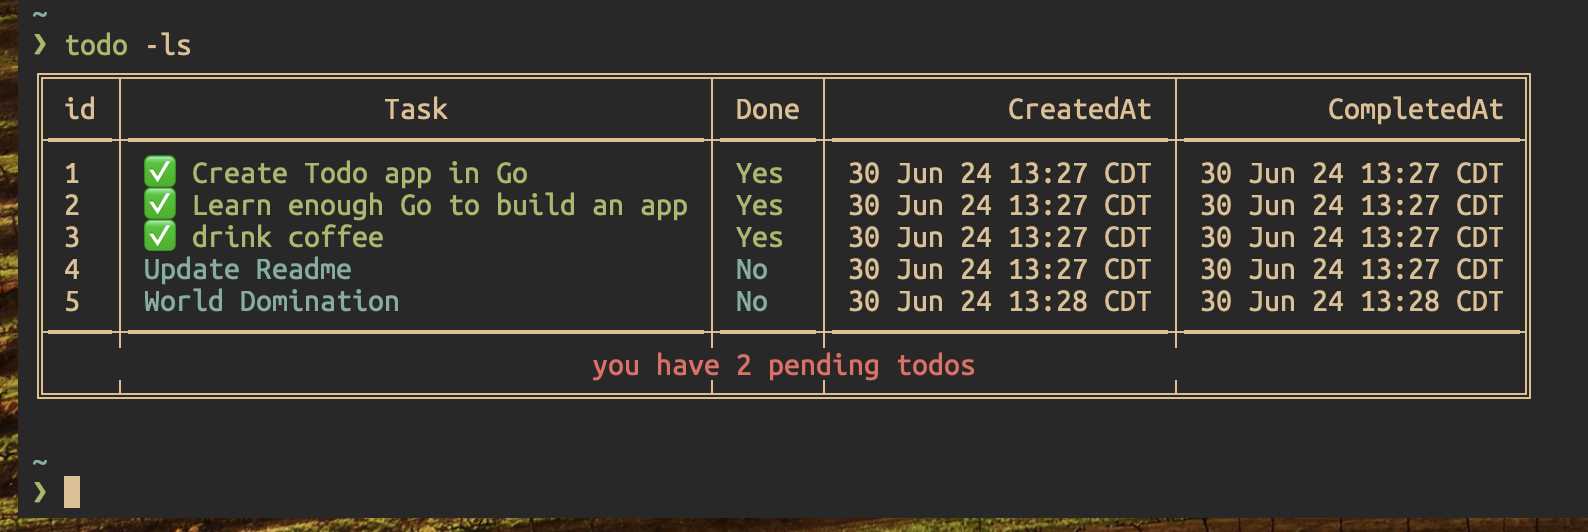 ~
❯ todo -ls
id Task Done CreatedAt CompletedAt
1 ✅ Create Todo app in Go Yes 30 Jun 24 13:27 CDT 30 Jun 24 13:27 CDT
2 ✅ Learn enough Go to build an app Yes 30 Jun 24 13:27 CDT 30 Jun 24 13:27 CDT
3 ✅ drink coffee Yes 30 Jun 24 13:27 CDT 30 Jun 24 13:27 CDT
4 Update Readme No 30 Jun 24 13:27 CDT 30 Jun 24 13:27 CDT
5 World Domination No 30 Jun 24 13:28 CDT 30 Jun 24 13:28 CDT
you have 2 pending todos
~
❯